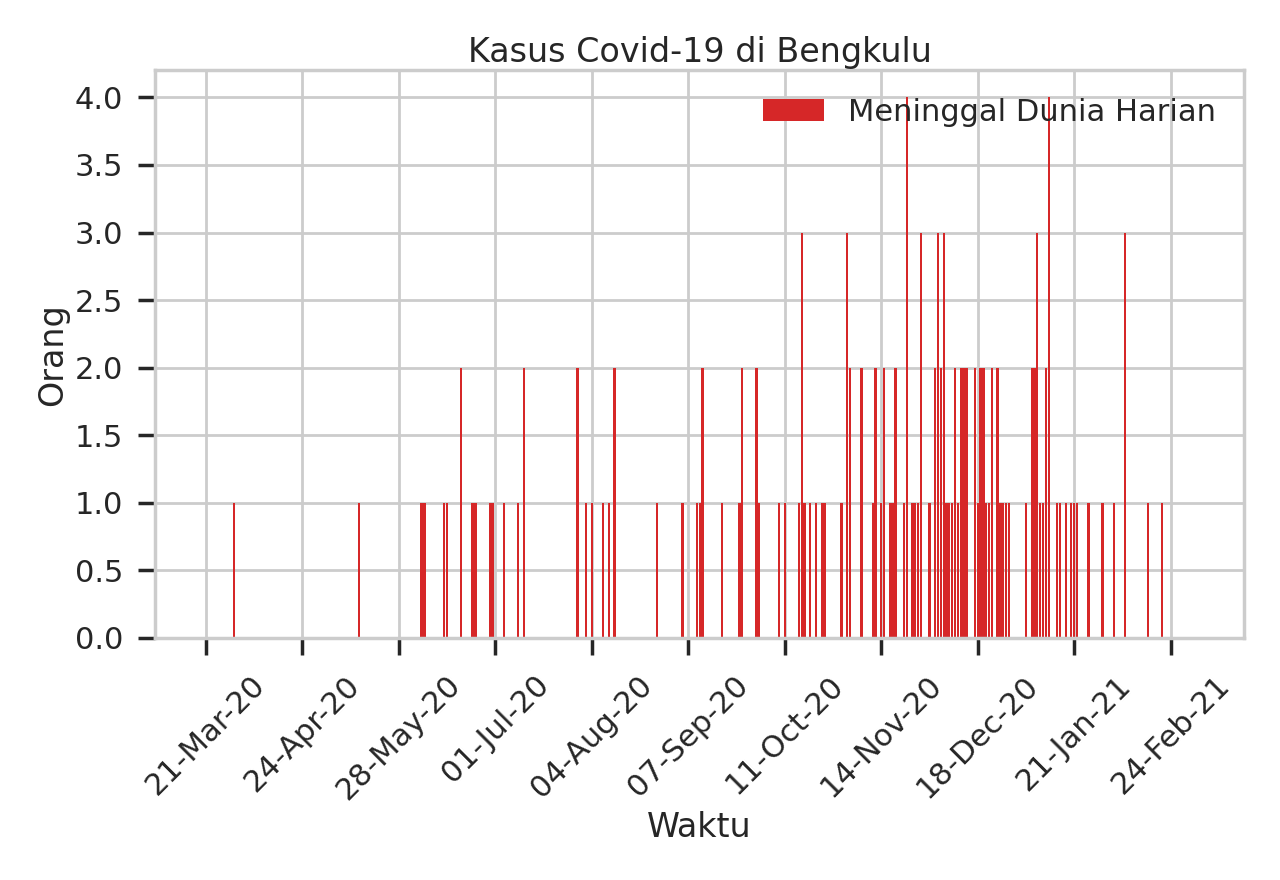 Kasus Covid-19 di Bengkulu
Meninggal Dunia Harian
Orang
4.0
3.5
3.0
2.5
2.0
1.5
1.0
0.5
0.0
21-Mar-20
24-Apr-20
28-May-20
01-Jul-20
04-Aug-20
07-Sep-20
11-Oct-20
14-Nov-20
18-Dec-20
21-Jan-21
24-Feb-21
Waktu